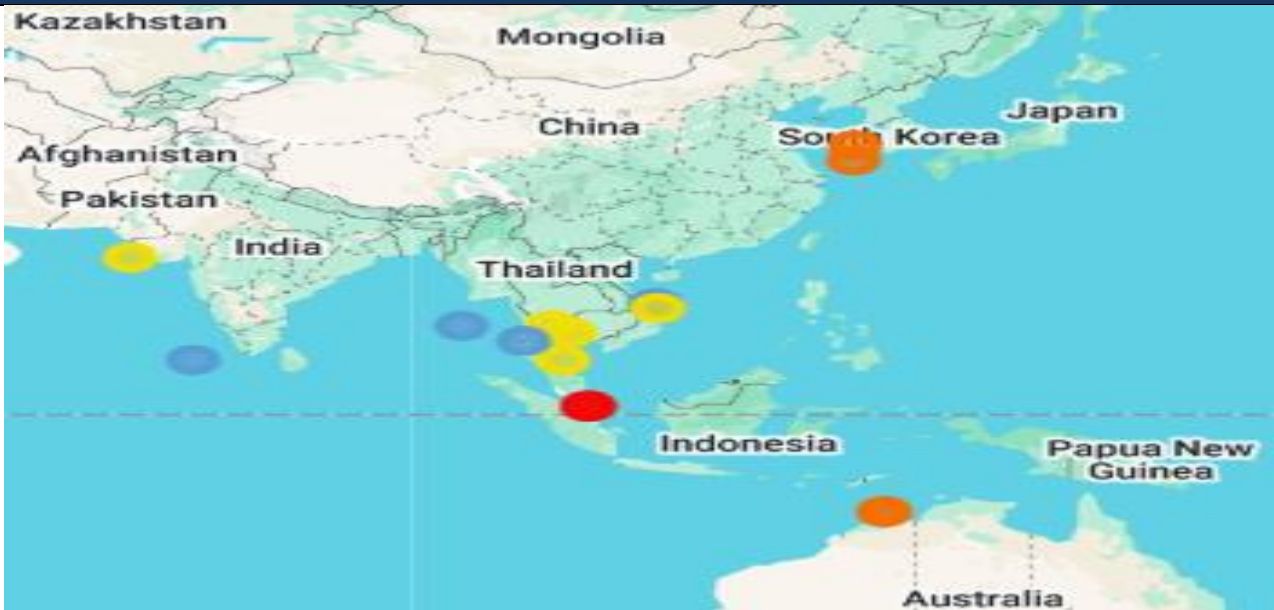 Kazakhstan
Mongolia
Japan
China
South Korea
Afghanistan
Pakistan
India
Thailand
Indonesia
Papua New
Guinea
Australia